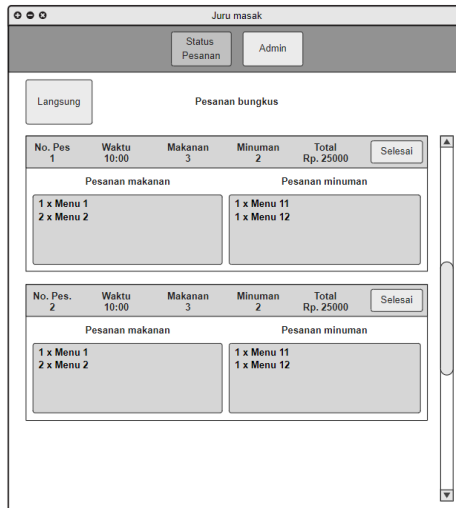 Juru masak
Status
Pesanan
Admin
Langsung
Pesanan bungkus
No. Pes Waktu Makanan Minuman Total
1 10:00 3 2 Rp. 25000
Selesai
Pesanan makanan Pesanan minuman
1 x Menu 1 1 x Menu 11
2 x Menu 2 1 x Menu 12
No. Pes. Waktu Makanan Minuman Total
2 10:00 3 2 Rp. 25000
Selesai
Pesanan makanan Pesanan minuman
1 x Menu 1 1 x Menu 11
2 x Menu 2 1 x Menu 12